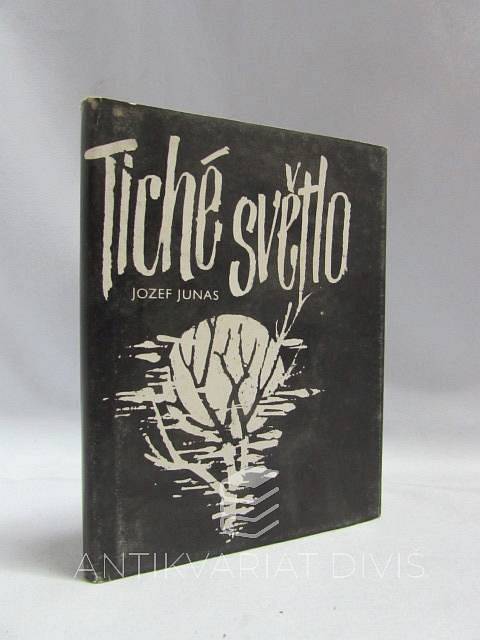 Tiché
světlo
JOZEF JUNAS
ANTIKVARIÁT DIVIŠ